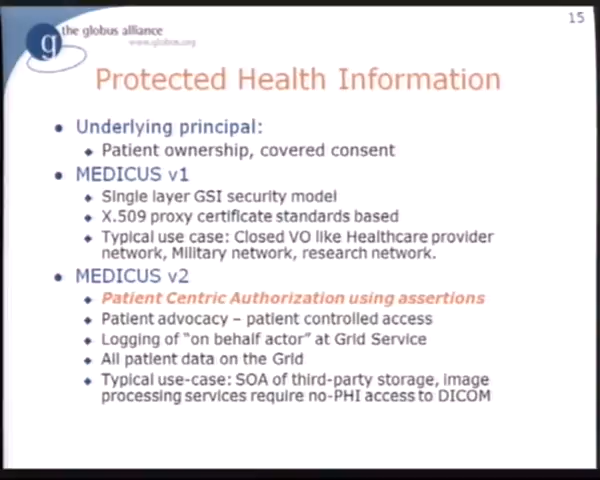 15
g
the globus alliance
www.globus.org
Protected Health Information
• Underlying principal:
◆ Patient ownership, covered consent
• MEDICUS v1
◆ Single layer GSI security model
◆ X.509 proxy certificate standards based
◆ Typical use case: Closed VO like Healthcare provider
network, Military network, research network.
• MEDICUS v2
◆ Patient Centric Authorization using assertions
◆ Patient advocacy – patient controlled access
◆ Logging of “on behalf actor” at Grid Service
◆ All patient data on the Grid
◆ Typical use-case: SOA of third-party storage, image
processing services require no-PHI access to DICOM